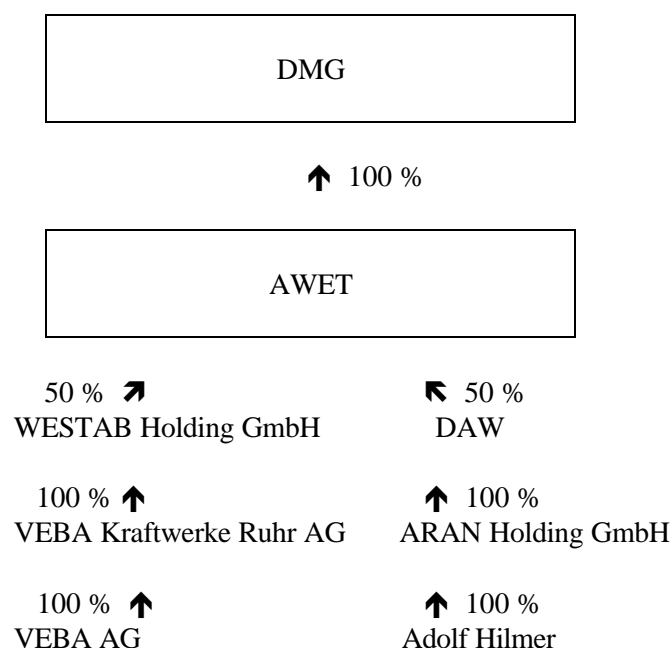 DMG
↑ 100 %
AWET
50 % ↗ ↖ 50 %
WESTAB Holding GmbH DAW
100 % ↑ ↑ 100 %
VEBA Kraftwerke Ruhr AG ARAN Holding GmbH
100 % ↑ ↑ 100 %
VEBA AG Adolf Hilmer